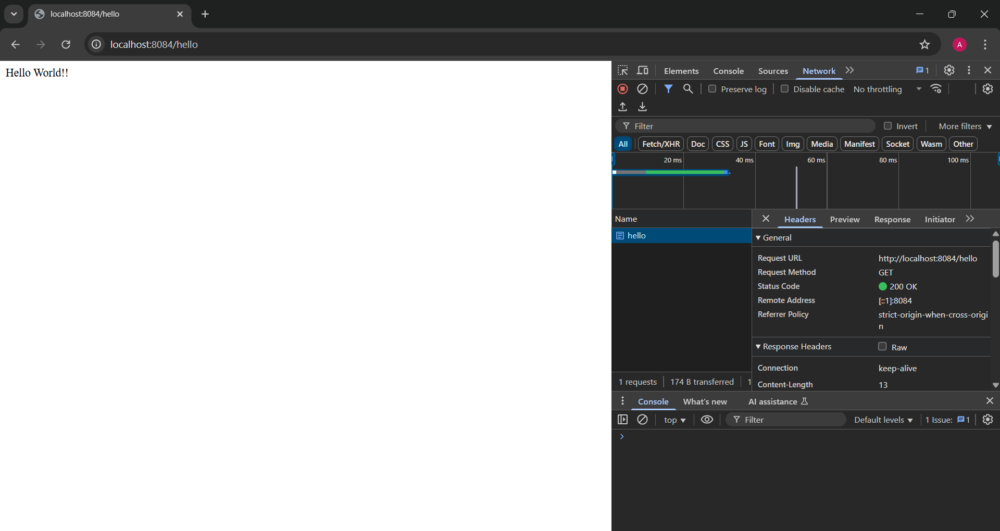 localhost:8084/hello
localhost:8084/hello
A
Hello World!!
Elements Console Sources Network 1
Preserve log Disable cache No throttling
Filter Invert More filters
All Fetch/XHR Doc CSS JS Font Img Media Manifest Socket Wasm Other
20 ms 40 ms 60 ms 80 ms 100 ms
Name
hello
Headers Preview Response Initiator
General
Request URL http://localhost:8084/hello
Request Method GET
Status Code 200 OK
Remote Address [::1]:8084
Referrer Policy strict-origin-when-cross-origi
n
Response Headers Raw
Connection keep-alive
Content-Length 13
1 requests 174 B transferred 1
Console What's new AI assistance
top Filter Default levels 1 Issue: 1